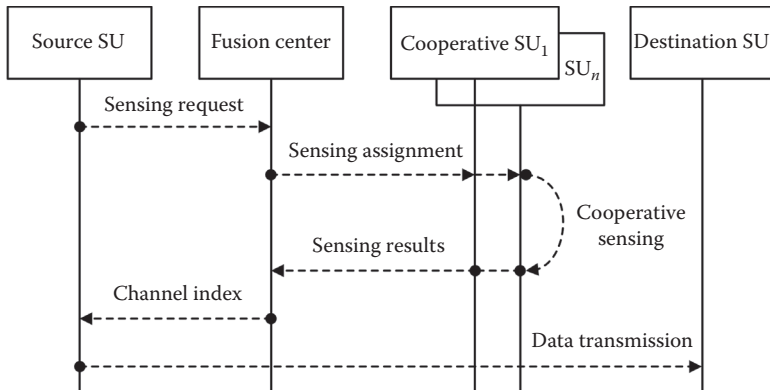 Source SU
Fusion center
Cooperative SU₁
SUₙ
Destination SU
Sensing request
Sensing assignment
Cooperative
sensing
Sensing results
Channel index
Data transmission